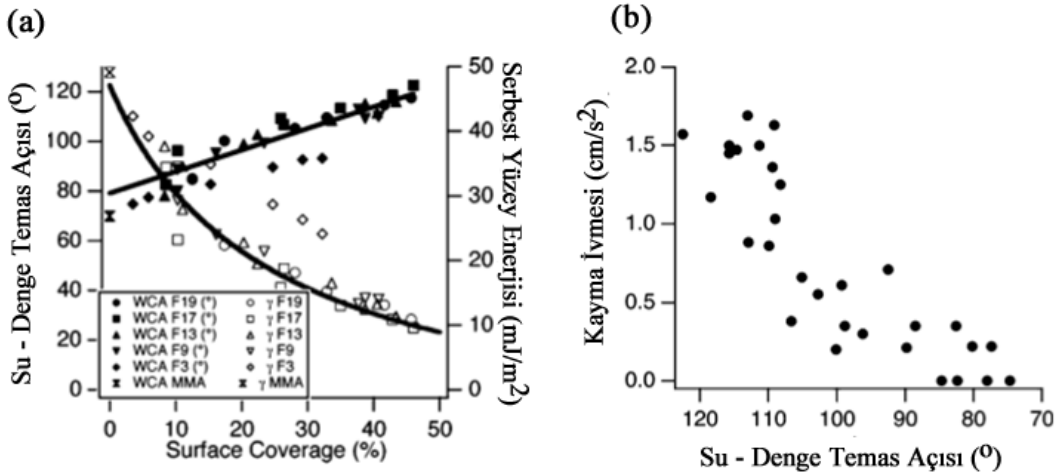 (a)
Su - Denge Temas Açısı (⁰)
120
100
80
60
40
20
0
50
40
30
20
10
0
Serbest Yüzey Enerjisi (mJ/m²)
WCA F19 (°) γ F19
WCA F17 (°) γ F17
WCA F13 (°) γ F13
WCA F9 (°) γ F9
WCA F3 (°) γ F3
WCA MMA γ MMA
0 10 20 30 40 50
Surface Coverage (%)
(b)
Kayma İvmesi (cm/s²)
2.0
1.5
1.0
0.5
0.0
120 110 100 90 80 70
Su - Denge Temas Açısı (⁰)